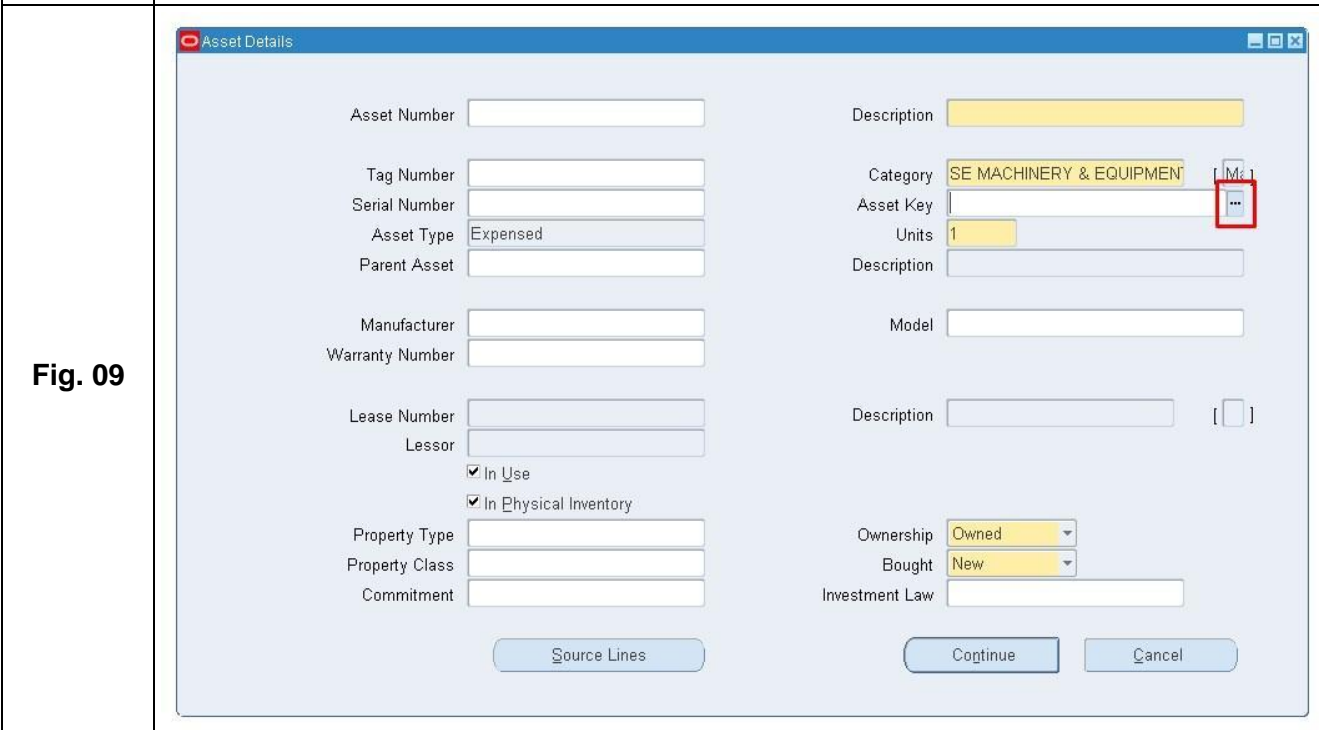 Asset Details
Asset Number
Description
Tag Number
Category SE MACHINERY & EQUIPMEN
[ Ma ]
Serial Number
Asset Key
...
Asset Type Expensed
Units 1
Parent Asset
Description
Manufacturer
Model
Warranty Number
Fig. 09
Lease Number
Description
[ ]
Lessor
In Use
In Physical Inventory
Property Type
Ownership Owned
Property Class
Bought New
Commitment
Investment Law
Source Lines
Continue
Cancel